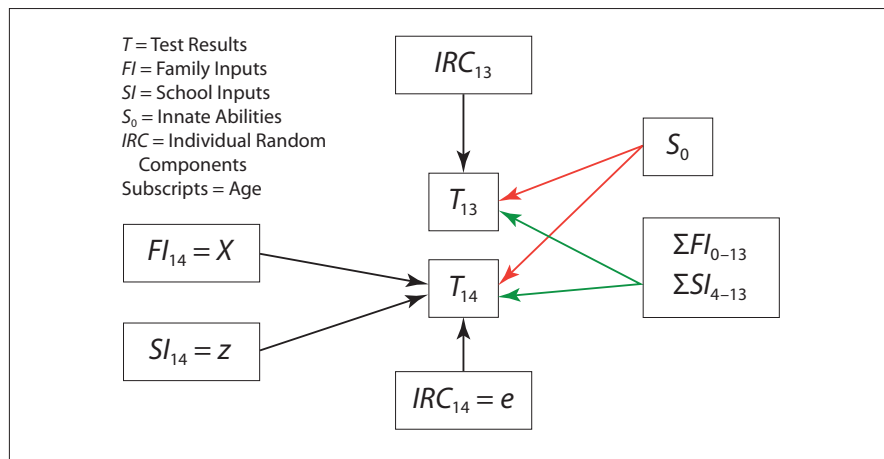 T = Test Results
FI = Family Inputs
SI = School Inputs
S₀ = Innate Abilities
IRC = Individual Random
Components
Subscripts = Age
IRC₁₃
S₀
T₁₃
FI₁₄ = X
ΣFI₀₋₁₃
ΣSI₄₋₁₃
T₁₄
SI₁₄ = z
IRC₁₄ = e